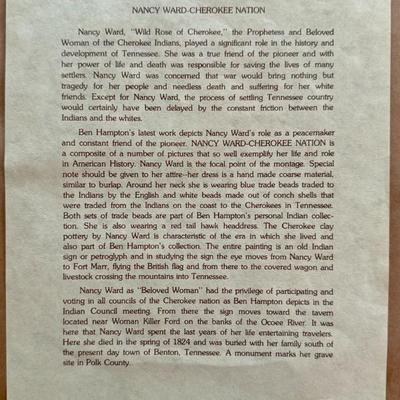 NANCY WARD-CHEROKEE NATION
Nancy Ward, "Wild Rose of Cherokee," the Prophetess and Beloved
Woman of the Cherokee Indians, played a significant role in the history and
development of Tennessee. She was a true friend of the pioneer and with
her power of life and death was responsible for saving the lives of many
settlers. Nancy Ward was concerned that war would bring nothing but
tragedy for her people and needless death and suffering for her white
friends. Except for Nancy Ward, the process of settling Tennessee country
would certainly have been delayed by the constant friction between the
Indians and the whites.
Ben Hampton's latest work depicts Nancy Ward's role as a peacemaker
and constant friend of the pioneer. NANCY WARD-CHEROKEE NATION is
a composite of a number of pictures that so well exemplify her life and role
in American History. Nancy Ward is the focal point of the montage. Special
note should be given to her attire--her dress is a hand made coarse material,
similar to burlap. Around her neck she is wearing blue trade beads traded to
the Indians by the English and white beads made out of conch shells that
were traded from the Indians on the coast to the Cherokees in Tennessee.
Both sets of trade beads are part of Ben Hampton's personal Indian collec-
tion. She is also wearing a red tail hawk headdress. The Cherokee clay
pottery by Nancy Ward is characteristic of the era in which she lived and
also part of Ben Hampton's collection. The entire painting is an old Indian
sign or petroglyph and in studying the sign the eye moves from Nancy Ward
to Fort Marr, flying the British flag and from there to the covered wagon and
livestock crossing the mountains into Tennessee.
Nancy Ward as "Beloved Woman" had the privilege of participating and
voting in all councils of the Cherokee nation as Ben Hampton depicts in the
Indian Council meeting. From there the sign moves toward the tavern
located near Woman Killer Ford on the banks of the Ocoee River. It was
here that Nancy Ward spent the last years of her life entertaining travelers.
Here she died in the spring of 1824 and was buried with her family south of
the present day town of Benton, Tennessee. A monument marks her grave
site in Polk County.